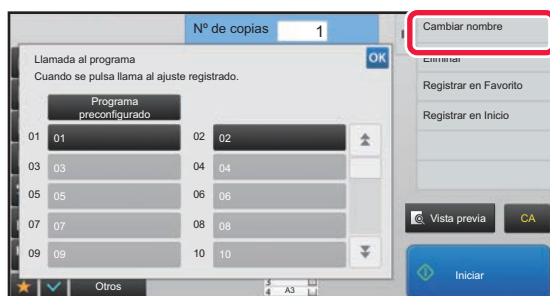 Nº de copias 1
Llamada al programa
OK
Cuando se pulsa llama al ajuste registrado.
Programa
preconfigurado
01 01 02 02
03 03 04 04
05 05 06 06
07 07 08 08
09 09 10 10
Cambiar nombre
Eliminar
Registrar en Favorito
Registrar en Inicio
Vista previa
CA
Otros
3
4 A3
Iniciar